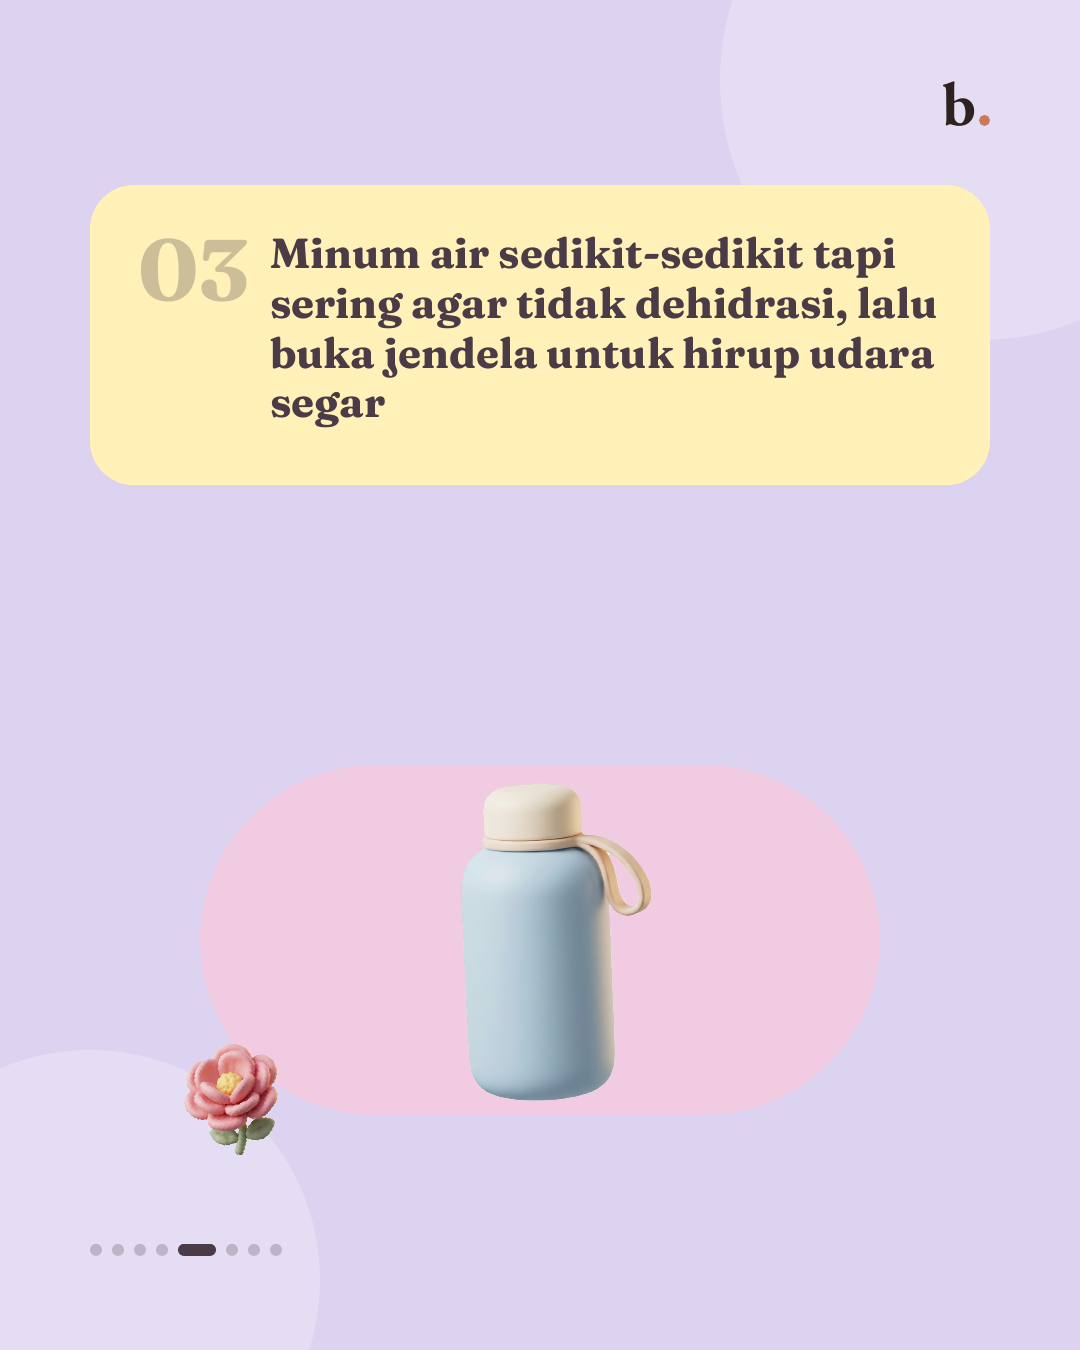 b.
03
Minum air sedikit-sedikit tapi
sering agar tidak dehidrasi, lalu
buka jendela untuk hirup udara
segar